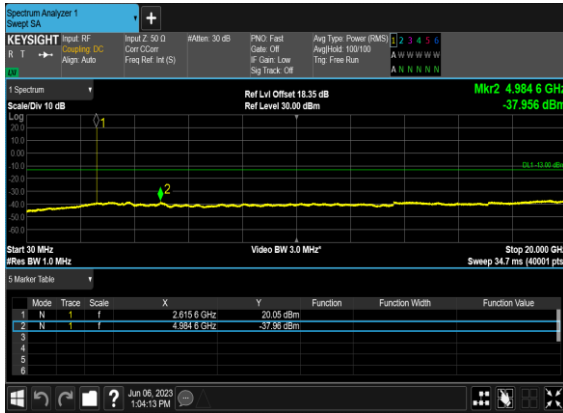 Spectrum Analyzer 1
Swept SA
+
KEYSIGHT Input: RF Input Z: 50 Ω #Atten: 30 dB PNO: Fast Avg Type: Power (RMS) 1 2 3 4 5 6
R T Coupling: DC Corr CCorr Gate: Off Avg|Hold: 100/100 A W W W W W
Align: Auto Freq Ref: Int (S) IF Gain: Low Trig: Free Run
LXI Sig Track: Off A N N N N N
1 Spectrum Ref Lvl Offset 18.35 dB Mkr2 4.984 6 GHz
Scale/Div 10 dB Ref Level 30.00 dBm -37.956 dBm
Log
20.0
10.0
0.00
-10.0
-20.0
-30.0
-40.0
-50.0
-60.0
1
DL1 -13.00 dBm
2
Start 30 MHz Video BW 3.0 MHz* Stop 20.000 GHz
#Res BW 1.0 MHz Sweep 34.7 ms (40001 pts)
5 Marker Table
Mode Trace Scale X Y Function Function Width Function Value
1 N 1 f 2.615 6 GHz 20.05 dBm
2 N 1 f 4.984 6 GHz -37.96 dBm
3
4
5
6
? Jun 06, 2023
1:04:13 PM